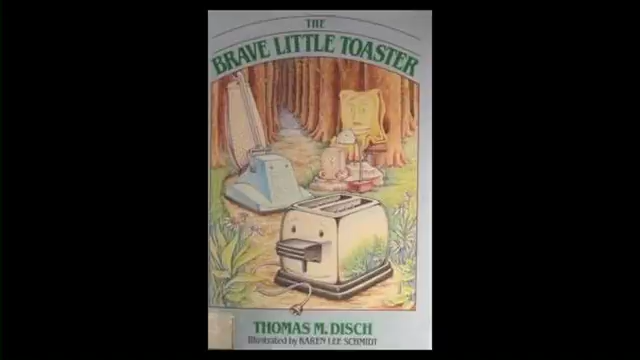 THE
BRAVE LITTLE TOASTER
THOMAS M. DISCH
Illustrated by KAREN LEE SCHMIDT